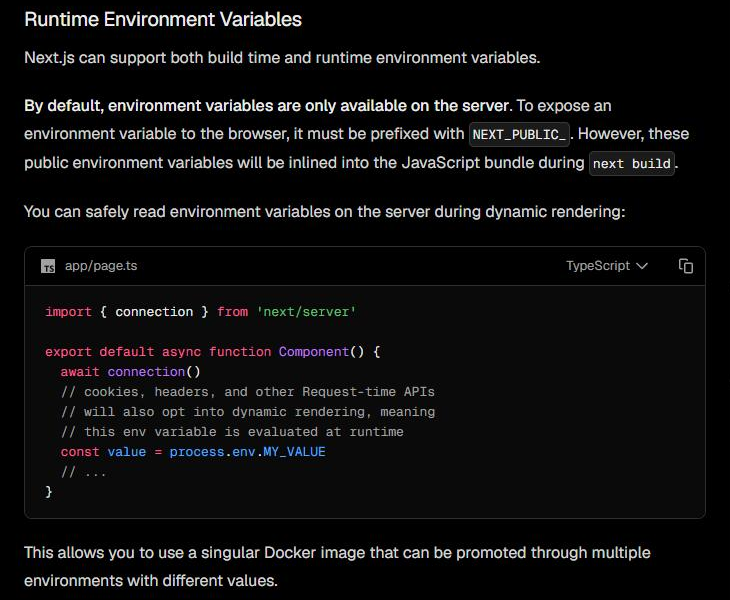 Runtime Environment Variables
Next.js can support both build time and runtime environment variables.
By default, environment variables are only available on the server. To expose an
environment variable to the browser, it must be prefixed with NEXT_PUBLIC_. However, these
public environment variables will be inlined into the JavaScript bundle during next build.
You can safely read environment variables on the server during dynamic rendering:
TS app/page.ts TypeScript
import { connection } from 'next/server'
export default async function Component() {
  await connection()
  // cookies, headers, and other Request-time APIs
  // will also opt into dynamic rendering, meaning
  // this env variable is evaluated at runtime
  const value = process.env.MY_VALUE
  // ...
}
This allows you to use a singular Docker image that can be promoted through multiple
environments with different values.